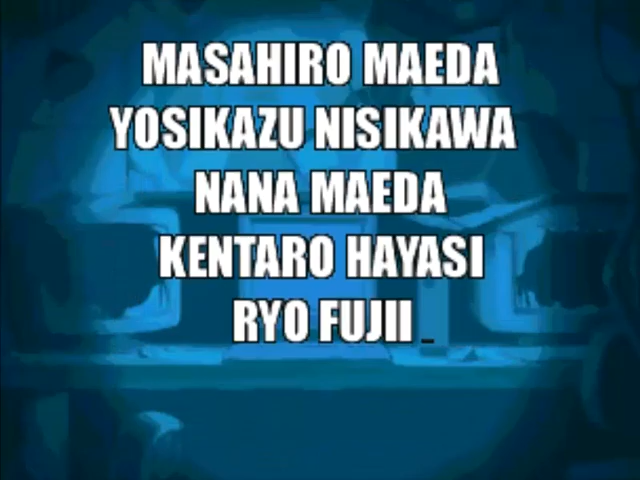 MASAHIRO MAEDA
YOSIKAZU NISIKAWA
NANA MAEDA
KENTARO HAYASI
RYO FUJII